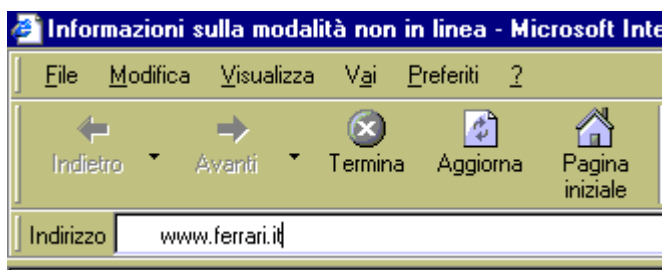 Informazioni sulla modalità non in linea - Microsoft Inte
File Modifica Visualizza Vai Preferiti ?
Indietro Avanti Termina Aggiorna Pagina iniziale
Indirizzo www.ferrari.it